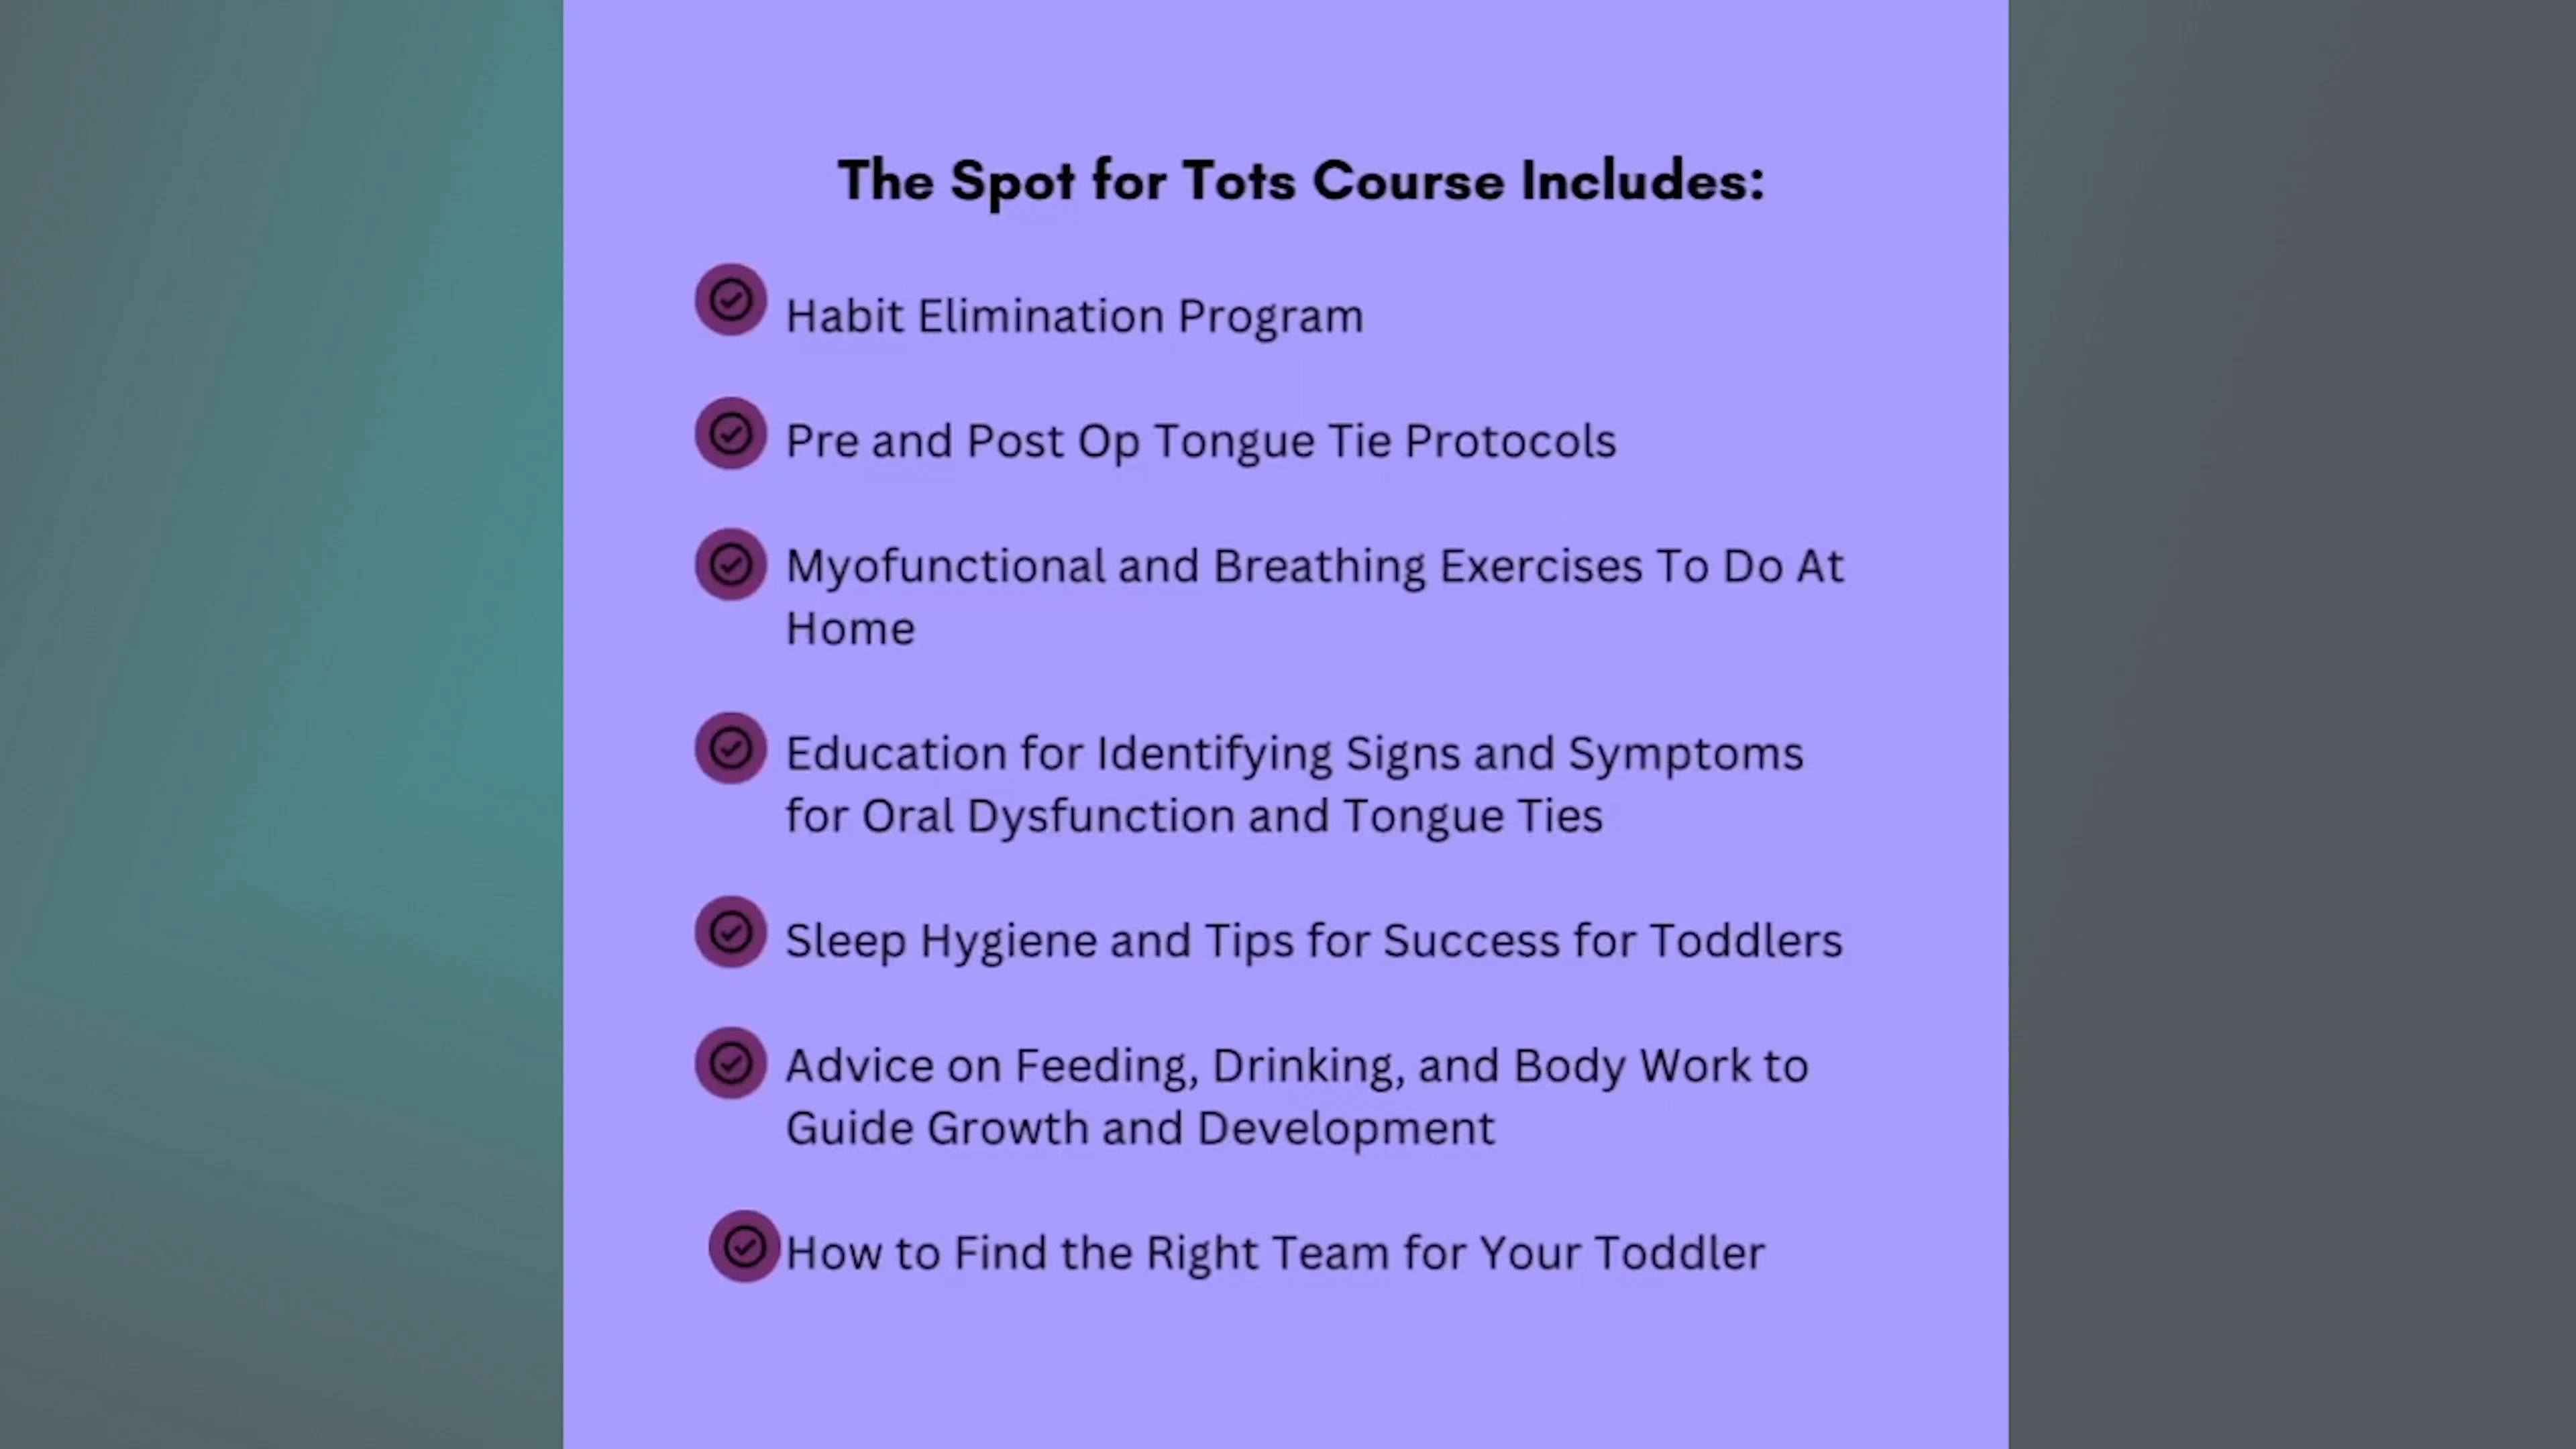 The Spot for Tots Course Includes:
Habit Elimination Program
Pre and Post Op Tongue Tie Protocols
Myofunctional and Breathing Exercises To Do At
Home
Education for Identifying Signs and Symptoms
for Oral Dysfunction and Tongue Ties
Sleep Hygiene and Tips for Success for Toddlers
Advice on Feeding, Drinking, and Body Work to
Guide Growth and Development
How to Find the Right Team for Your Toddler